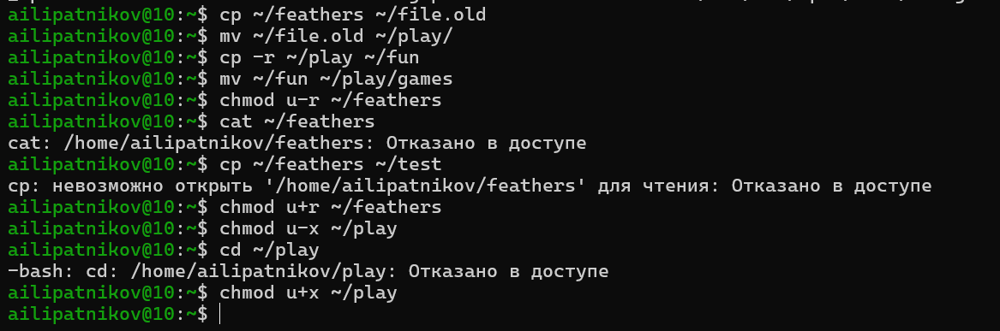 ailipatnikov@10:~$ cp ~/feathers ~/file.old
ailipatnikov@10:~$ mv ~/file.old ~/play/
ailipatnikov@10:~$ cp -r ~/play ~/fun
ailipatnikov@10:~$ mv ~/fun ~/play/games
ailipatnikov@10:~$ chmod u-r ~/feathers
ailipatnikov@10:~$ cat ~/feathers
cat: /home/ailipatnikov/feathers: Отказано в доступе
ailipatnikov@10:~$ cp ~/feathers ~/test
cp: невозможно открыть '/home/ailipatnikov/feathers' для чтения: Отказано в доступе
ailipatnikov@10:~$ chmod u+r ~/feathers
ailipatnikov@10:~$ chmod u-x ~/play
ailipatnikov@10:~$ cd ~/play
-bash: cd: /home/ailipatnikov/play: Отказано в доступе
ailipatnikov@10:~$ chmod u+x ~/play
ailipatnikov@10:~$